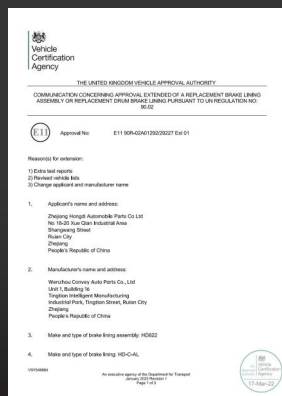 Vehicle
Certification
Agency
THE UNITED KINGDOM VEHICLE APPROVAL AUTHORITY
COMMUNICATION CONCERNING APPROVAL EXTENDED OF A REPLACEMENT BRAKE LINING
ASSEMBLY OR REPLACEMENT DRUM BRAKE LINING PURSUANT TO UN REGULATION NO:
90.02
E11
Approval No: E11 90R-02A01292/29227 Ext 01
Reason(s) for extension:
1) Extra test reports
2) Revised vehicle lists
3) Change applicant and manufacturer name
1. Applicant's name and address:
Zhejiang Hongdi Automobile Parts Co Ltd
No 18-20 Xue Qian Industrial Area
Shangwang Street
Ruian City
Zhejiang
People's Republic of China
2. Manufacturer's name and address:
Wenzhou Convey Auto Parts Co., Ltd
Unit 1, Building 16
Tingtian Intelligent Manufacturing
Industrial Park, Tingtian Street, Ruian City
Zhejiang
People's Republic of China
3. Make and type of brake lining assembly: HD622
4. Make and type of brake lining: HD-C-AL
An executive agency of the Department for Transport
January 2022 Revision 1
Page 1 of 3
Vehicle
Certification
Agency
17-Mar-22